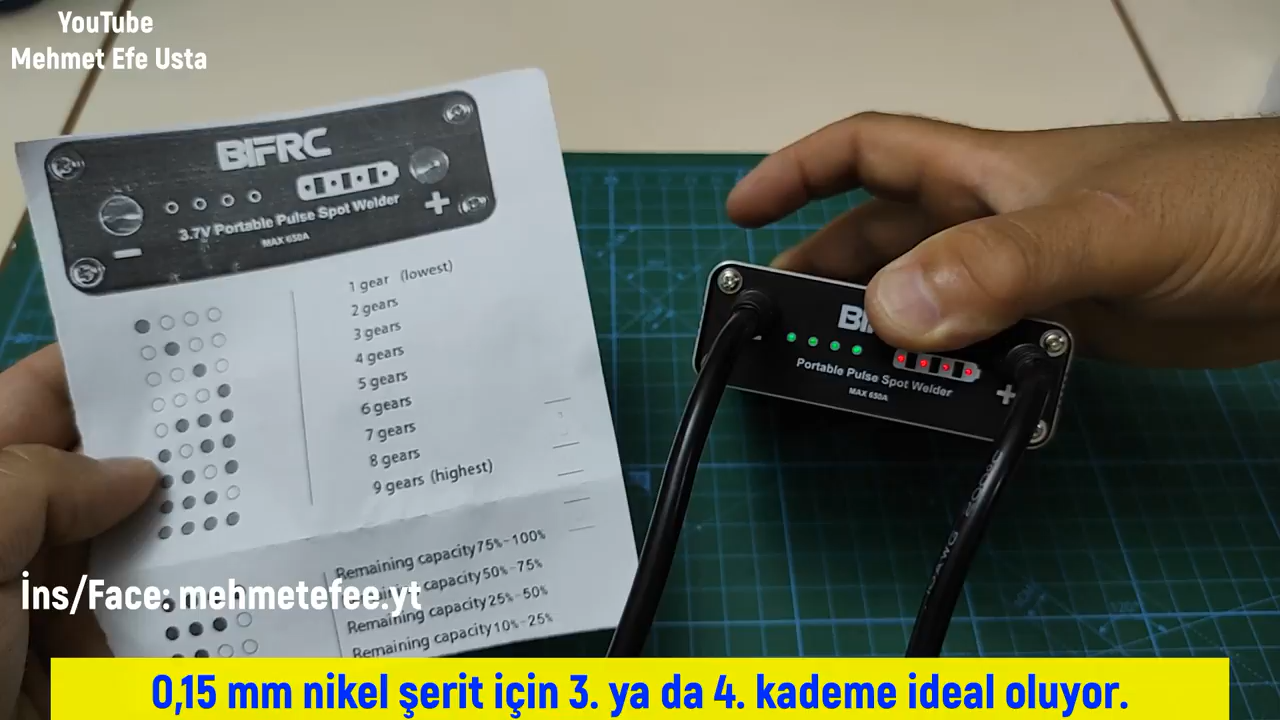 YouTube
Mehmet Efe Usta
BIFRC
3.7V Portable Pulse Spot Welder
MAX 650A
1 gear (lowest)
2 gears
3 gears
4 gears
5 gears
6 gears
7 gears
8 gears
9 gears (highest)
Remaining capacity 75%-100%
Remaining capacity 50%-75%
Remaining capacity 25%-50%
Remaining capacity 10%-25%
Portable Pulse Spot Welder
MAX 650A
200°C
İns/Face: mehmetefee.yt
0,15 mm nikel şerit için 3. ya da 4. kademe ideal oluyor.